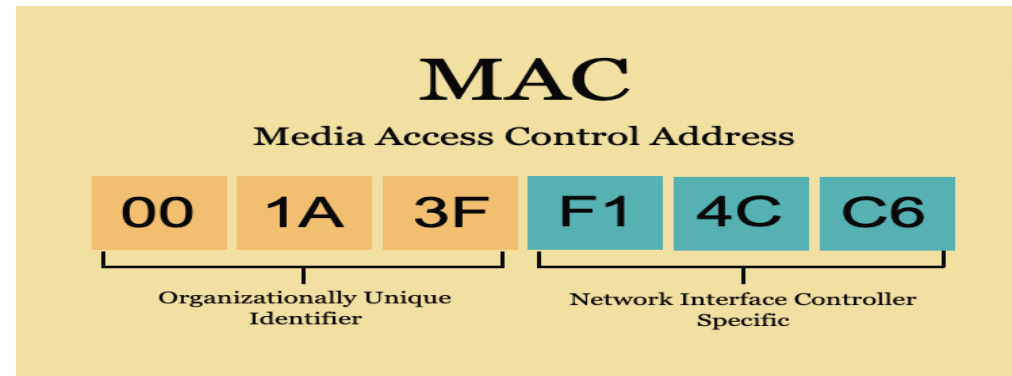 MAC
Media Access Control Address
00 1A 3F F1 4C C6
Organizationally Unique
Identifier
Network Interface Controller
Specific